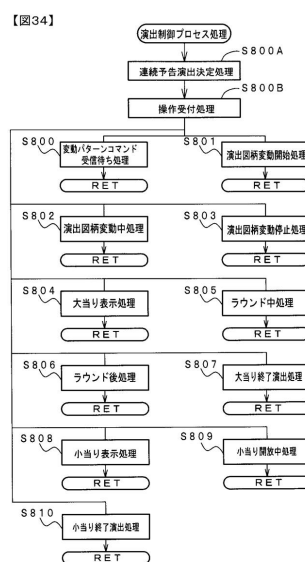 【図34】
演出制御プロセス処理
S800A
連続予告演出決定処理
S800B
操作受付処理
S800
変動パターンコマンド
受信待ち処理
RET
S801
演出図柄変動開始処理
RET
S802
演出図柄変動中処理
RET
S803
演出図柄変動停止処理
RET
S804
大当り表示処理
RET
S805
ラウンド中処理
RET
S806
ラウンド後処理
RET
S807
大当り終了演出処理
RET
S808
小当り表示処理
RET
S809
小当り開放中処理
RET
S810
小当り終了演出処理
RET